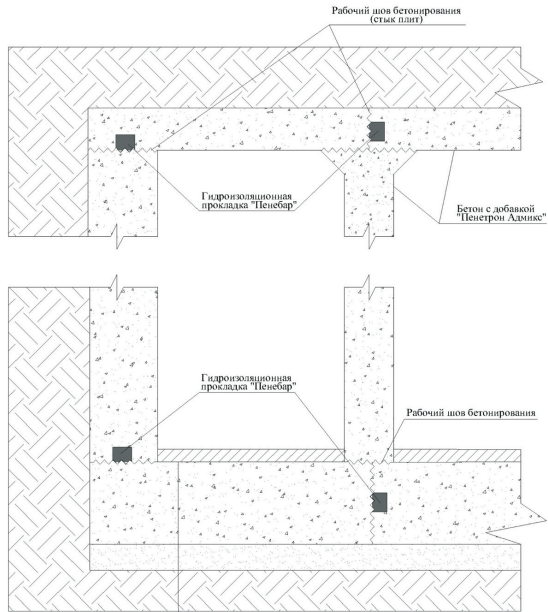 Рабочий шов бетонирования
(стык плит)
Гидроизоляционная
прокладка "Пенебар"
Бетон с добавкой
"Пенетрон Адмикс"
Гидроизоляционная
прокладка "Пенебар"
Рабочий шов бетонирования